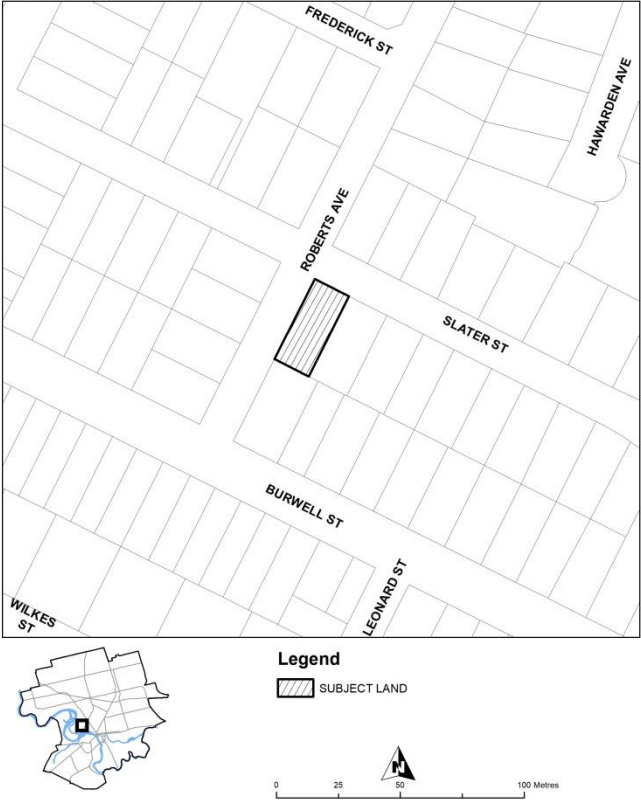 FREDERICK ST
HAWARDEN AVE
ROBERTS AVE
SLATER ST
BURWELL ST
LEONARD ST
WILKES
ST
Legend
SUBJECT LAND
N
0 25 50 100 Metres